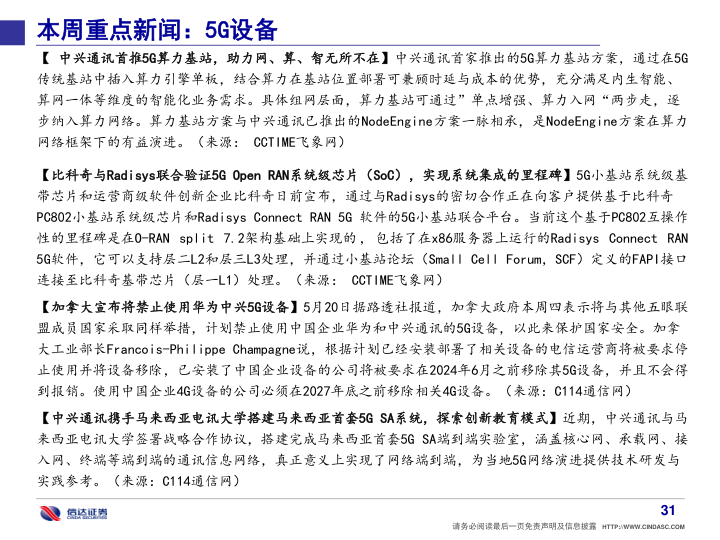 本周重点新闻：5G设备
【 中兴通讯首推5G算力基站，助力网、算、智无所不在】中兴通讯首家推出的5G算力基站方案，通过在5G
传统基站中插入算力引擎单板，结合算力在基站位置部署可兼顾时延与成本的优势，充分满足内生智能、
算网一体等维度的智能化业务需求。具体组网层面，算力基站可通过”单点增强、算力入网“两步走，逐
步纳入算力网络。算力基站方案与中兴通讯已推出的NodeEngine方案一脉相承，是NodeEngine方案在算力
网络框架下的有益演进。（来源： CCTIME飞象网）
【比科奇与Radisys联合验证5G Open RAN系统级芯片（SoC），实现系统集成的里程碑】5G小基站系统级基
带芯片和运营商级软件创新企业比科奇日前宣布，通过与Radisys的密切合作正在向客户提供基于比科奇
PC802小基站系统级芯片和Radisys Connect RAN 5G 软件的5G小基站联合平台。当前这个基于PC802互操作
性的里程碑是在O-RAN split 7.2架构基础上实现的，包括了在x86服务器上运行的Radisys Connect RAN
5G软件，它可以支持层二L2和层三L3处理，并通过小基站论坛（Small Cell Forum，SCF）定义的FAPI接口
连接至比科奇基带芯片（层一L1）处理。（来源： CCTIME飞象网）
【加拿大宣布将禁止使用华为中兴5G设备】5月20日据路透社报道，加拿大政府本周四表示将与其他五眼联
盟成员国家采取同样举措，计划禁止使用中国企业华为和中兴通讯的5G设备，以此来保护国家安全。加拿
大工业部长Francois-Philippe Champagne说，根据计划已经安装部署了相关设备的电信运营商将被要求停
止使用并将设备移除，已安装了中国企业设备的公司将被要求在2024年6月之前移除其5G设备，并且不会得
到报销。使用中国企业4G设备的公司必须在2027年底之前移除相关4G设备。（来源：C114通信网）
【中兴通讯携手马来西亚电讯大学搭建马来西亚首套5G SA系统，探索创新教育模式】近期，中兴通讯与马
来西亚电讯大学签署战略合作协议，搭建完成马来西亚首套5G SA端到端实验室，涵盖核心网、承载网、接
入网、终端等端到端的通讯信息网络，真正意义上实现了网络端到端，为当地5G网络演进提供技术研发与
实践参考。（来源：C114通信网）
信达证券
CINDA SECURITIES
31
请务必阅读最后一页免责声明及信息披露 HTTP://WWW.CINDASC.COM